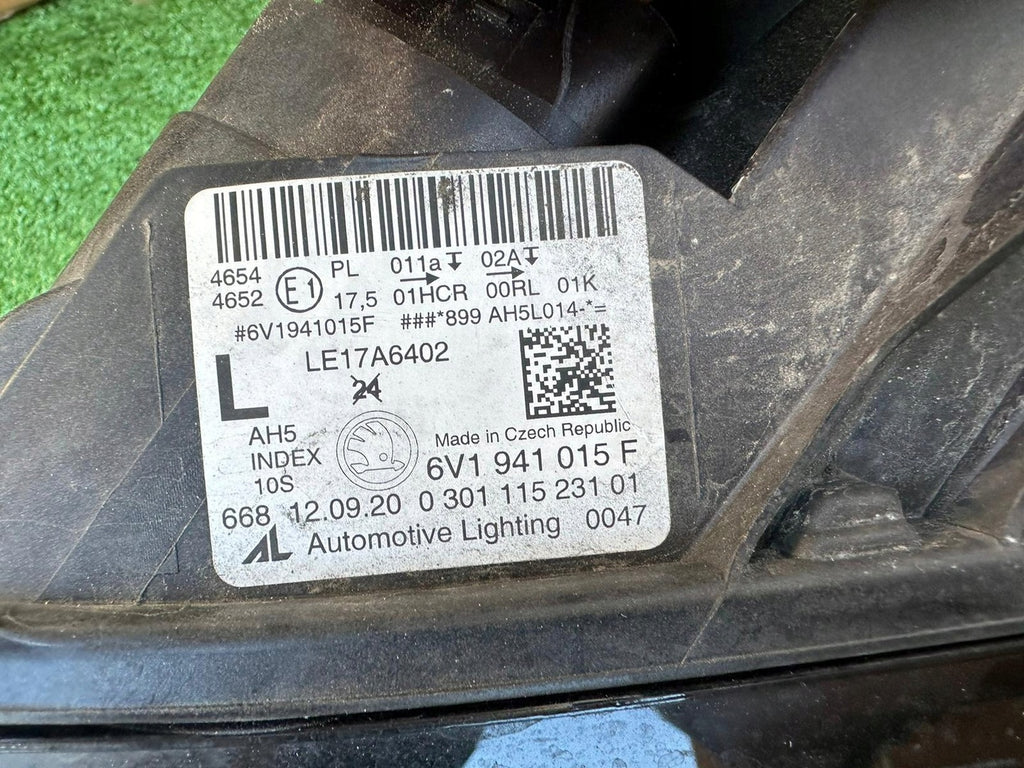 4654 E1 PL 011a 02A
4652 17,5 01HCR 00RL 01K
#6V1941015F ###*899 AH5L014-*=
LE17A6402
24
L
AH5
INDEX
10S
Made in Czech Republic
6V1 941 015 F
668 12.09.20 0 301 115 231 01
AL Automotive Lighting 0047